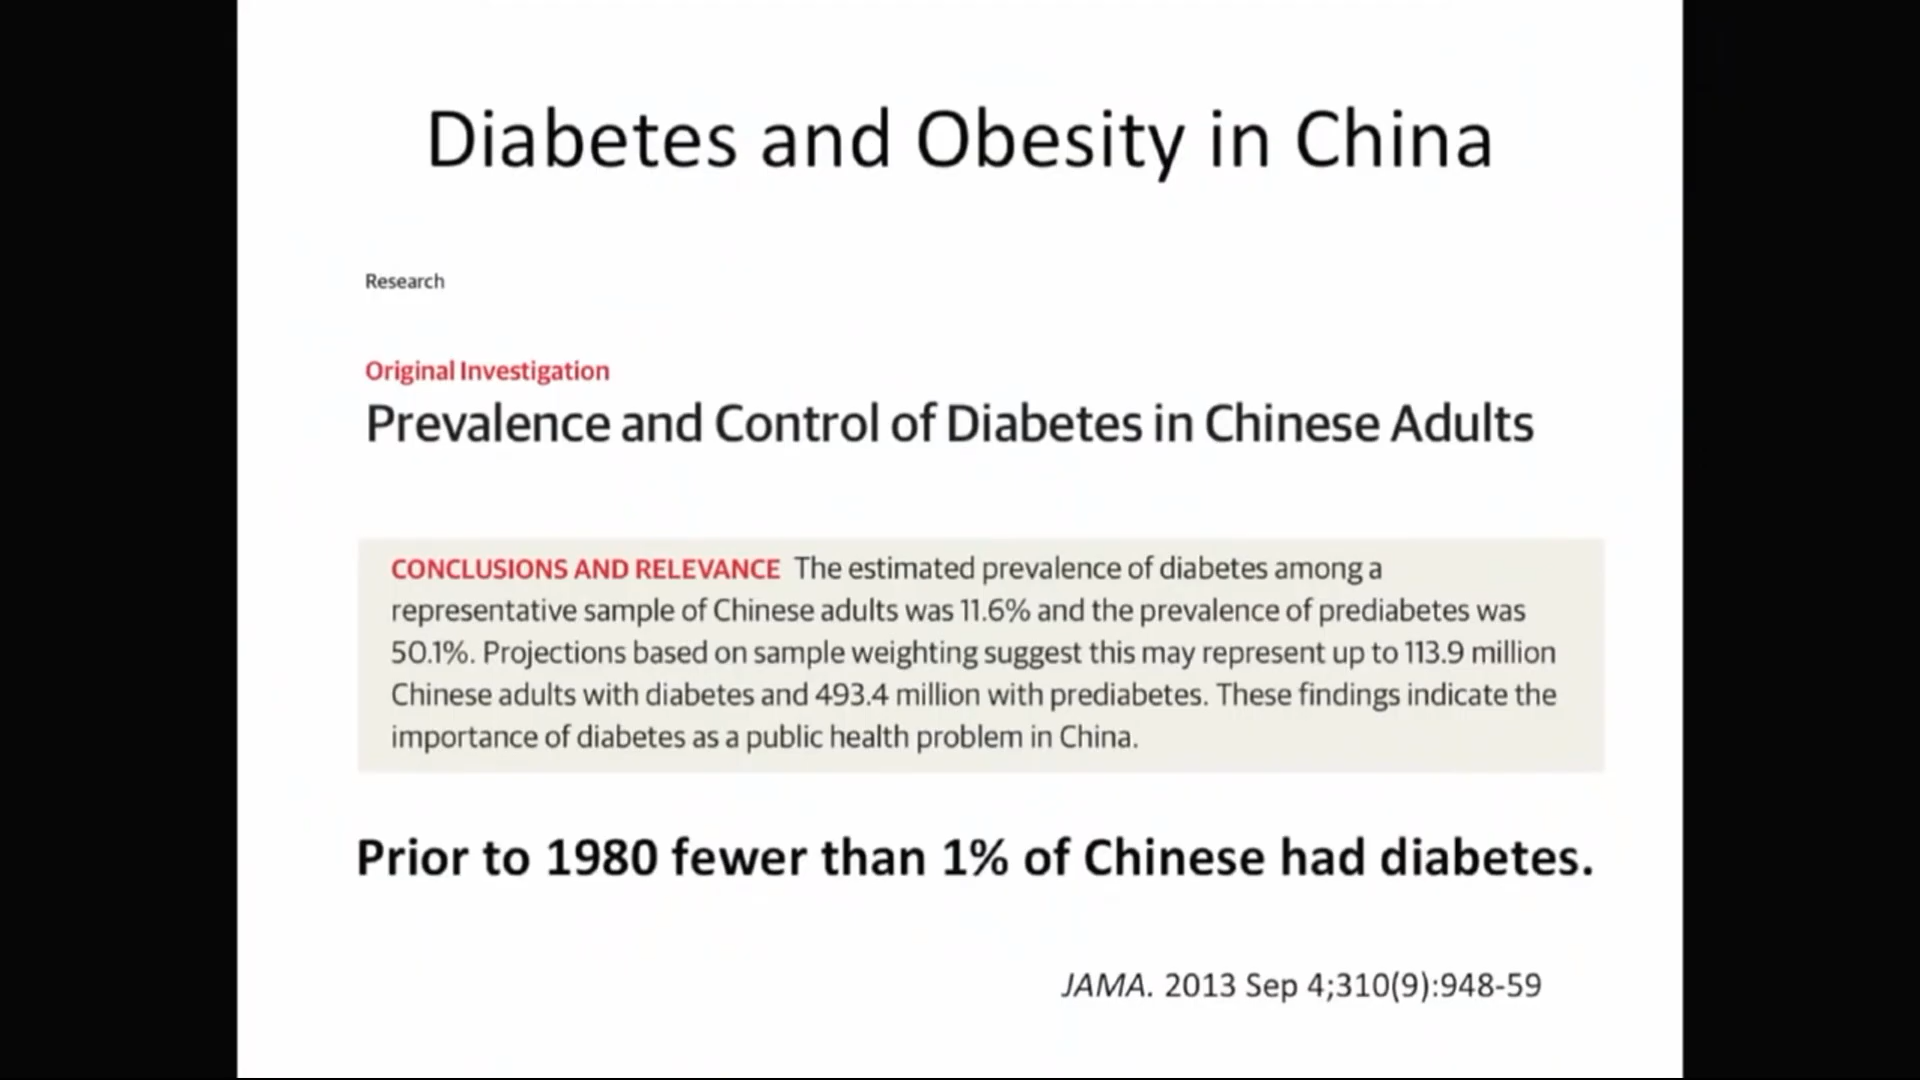 Diabetes and Obesity in China
Research
Original Investigation
Prevalence and Control of Diabetes in Chinese Adults
CONCLUSIONS AND RELEVANCE The estimated prevalence of diabetes among a
representative sample of Chinese adults was 11.6% and the prevalence of prediabetes was
50.1%. Projections based on sample weighting suggest this may represent up to 113.9 million
Chinese adults with diabetes and 493.4 million with prediabetes. These findings indicate the
importance of diabetes as a public health problem in China.
Prior to 1980 fewer than 1% of Chinese had diabetes.
JAMA. 2013 Sep 4;310(9):948-59